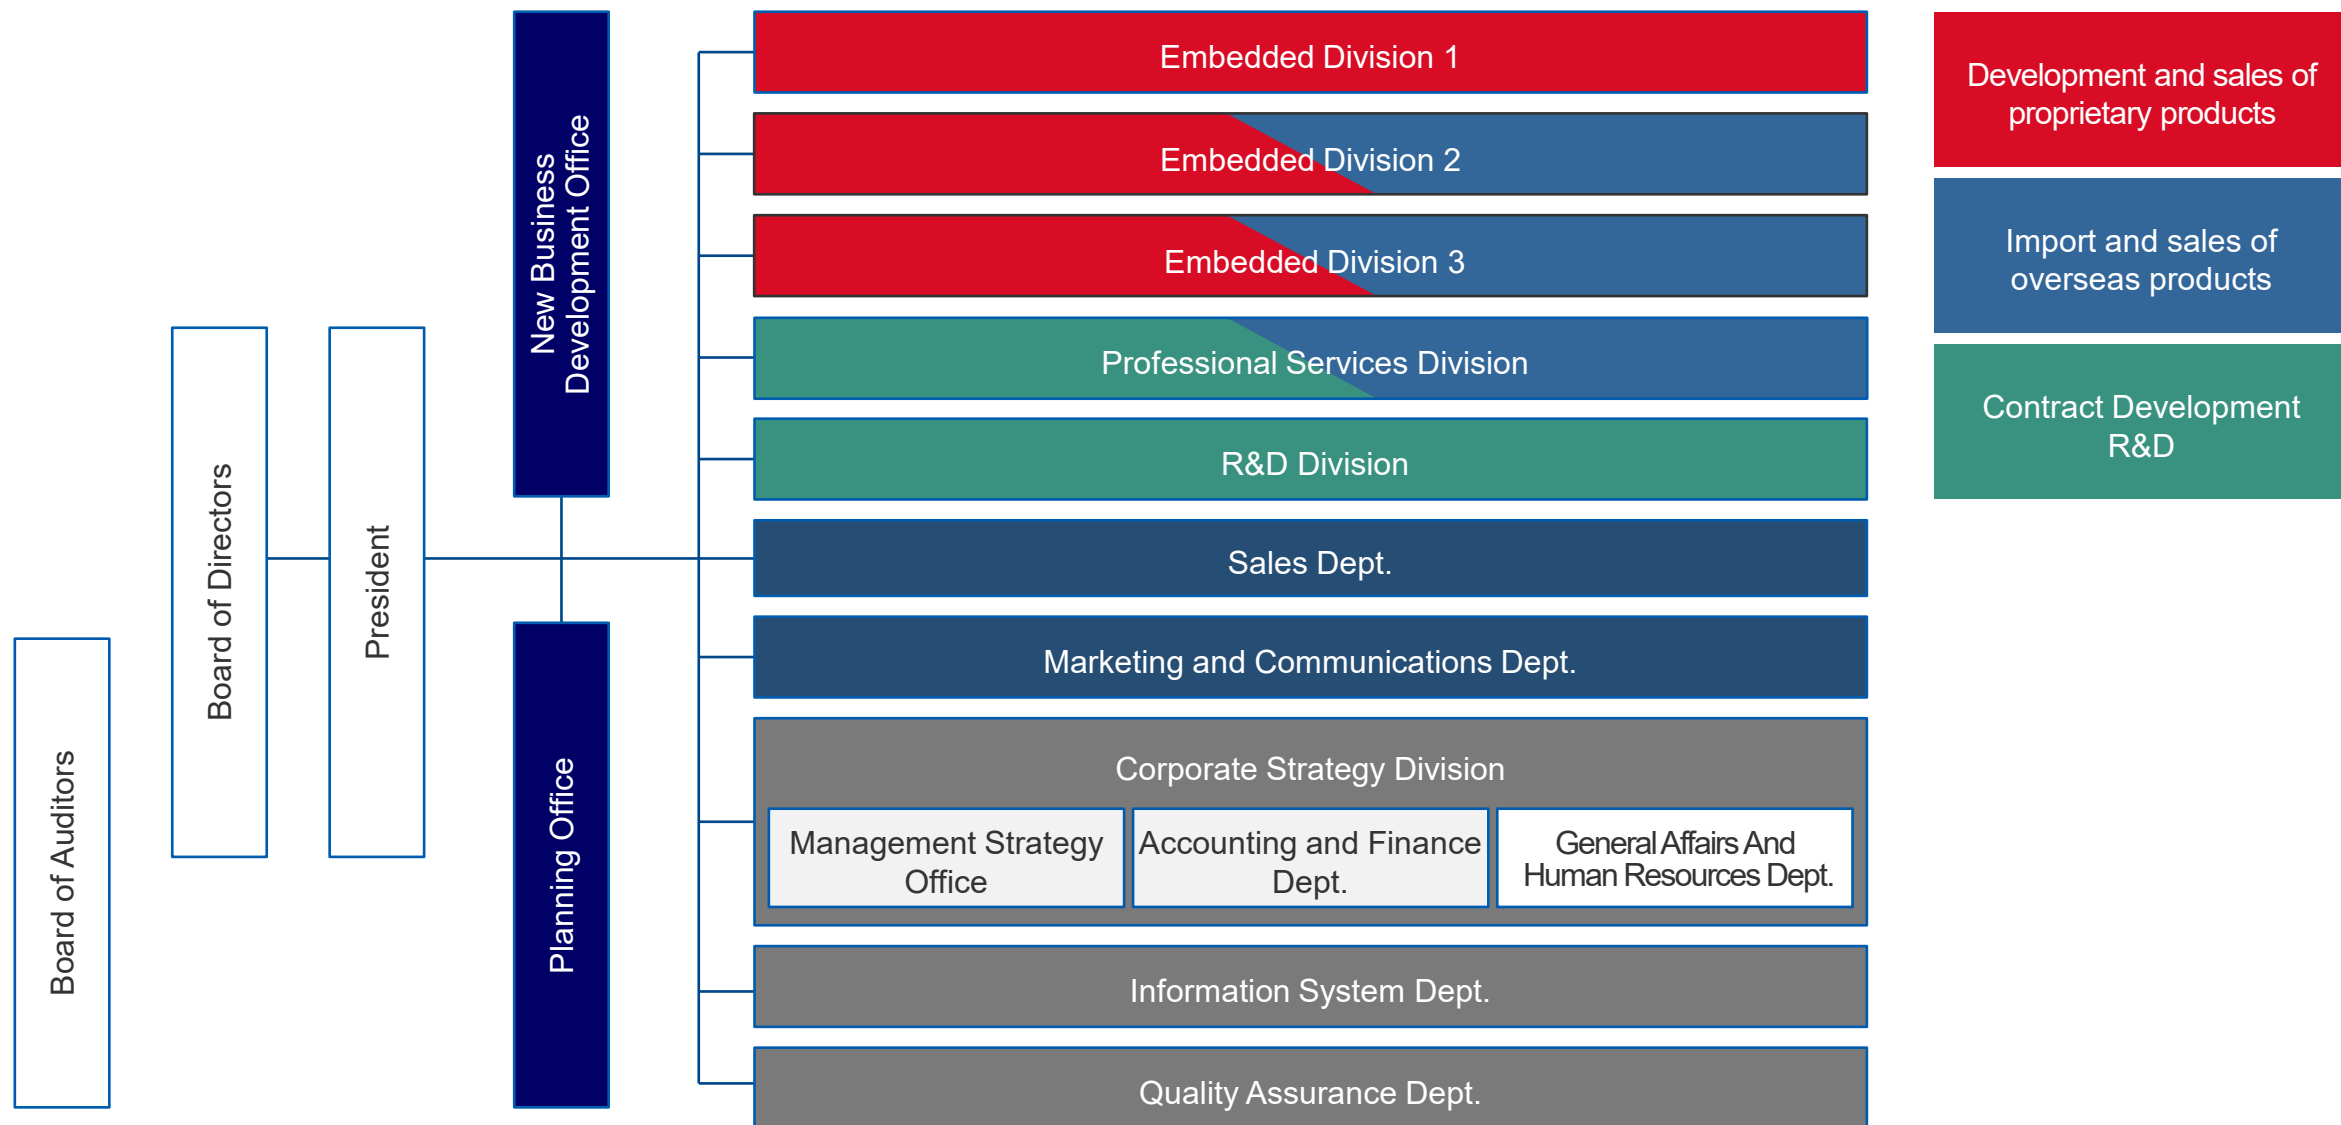 Board of Auditors
Board of Directors
President
New Business
Development Office
Planning Office
Embedded Division 1
Embedded Division 2
Embedded Division 3
Professional Services Division
R&D Division
Sales Dept.
Marketing and Communications Dept.
Corporate Strategy Division
Management Strategy
Office
Accounting and Finance
Dept.
General Affairs And
Human Resources Dept.
Information System Dept.
Quality Assurance Dept.
Development and sales of
proprietary products
Import and sales of
overseas products
Contract Development
R&D